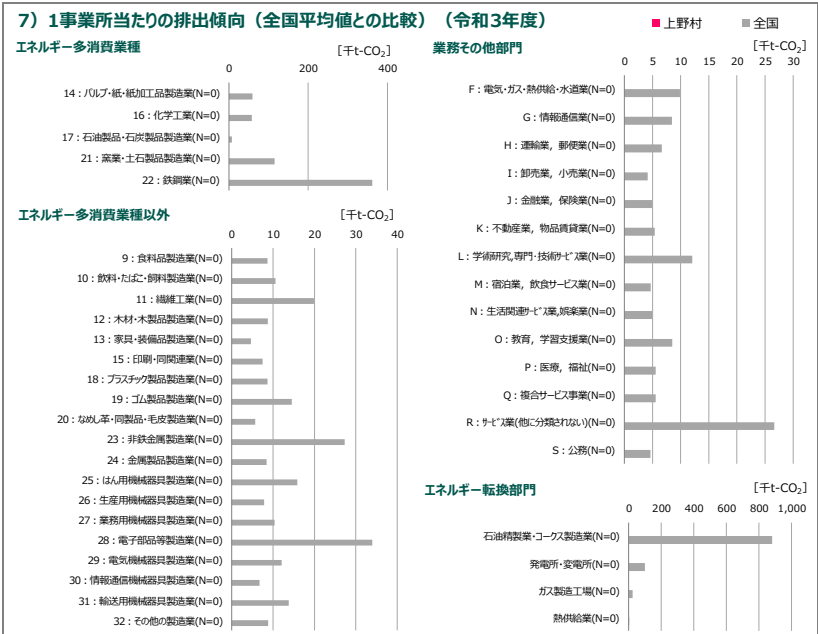 7）1事業所当たりの排出傾向（全国平均値との比較）（令和3年度）
■上野村 ■全国
エネルギー多消費業種
[千t-CO₂]
0 200 400
14：パルプ・紙・紙加工品製造業(N=0)
16：化学工業(N=0)
17：石油製品・石炭製品製造業(N=0)
21：窯業・土石製品製造業(N=0)
22：鉄鋼業(N=0)
エネルギー多消費業種以外
[千t-CO₂]
0 10 20 30 40
9：食料品製造業(N=0)
10：飲料・たばこ・飼料製造業(N=0)
11：繊維工業(N=0)
12：木材・木製品製造業(N=0)
13：家具・装備品製造業(N=0)
15：印刷・同関連業(N=0)
18：プラスチック製品製造業(N=0)
19：ゴム製品製造業(N=0)
20：なめし革・同製品・毛皮製造業(N=0)
23：非鉄金属製造業(N=0)
24：金属製品製造業(N=0)
25：はん用機械器具製造業(N=0)
26：生産用機械器具製造業(N=0)
27：業務用機械器具製造業(N=0)
28：電子部品等製造業(N=0)
29：電気機械器具製造業(N=0)
30：情報通信機械器具製造業(N=0)
31：輸送用機械器具製造業(N=0)
32：その他の製造業(N=0)
業務その他部門
[千t-CO₂]
0 5 10 15 20 25 30
F：電気・ガス・熱供給・水道業(N=0)
G：情報通信業(N=0)
H：運輸業，郵便業(N=0)
I：卸売業，小売業(N=0)
J：金融業，保険業(N=0)
K：不動産業，物品賃貸業(N=0)
L：学術研究,専門・技術サービス業(N=0)
M：宿泊業，飲食サービス業(N=0)
N：生活関連サービス業,娯楽業(N=0)
O：教育，学習支援業(N=0)
P：医療，福祉(N=0)
Q：複合サービス事業(N=0)
R：サービス業(他に分類されない)(N=0)
S：公務(N=0)
エネルギー転換部門
[千t-CO₂]
0 200 400 600 800 1,000
石油精製業・コークス製造業(N=0)
発電所・変電所(N=0)
ガス製造工場(N=0)
熱供給業(N=0)